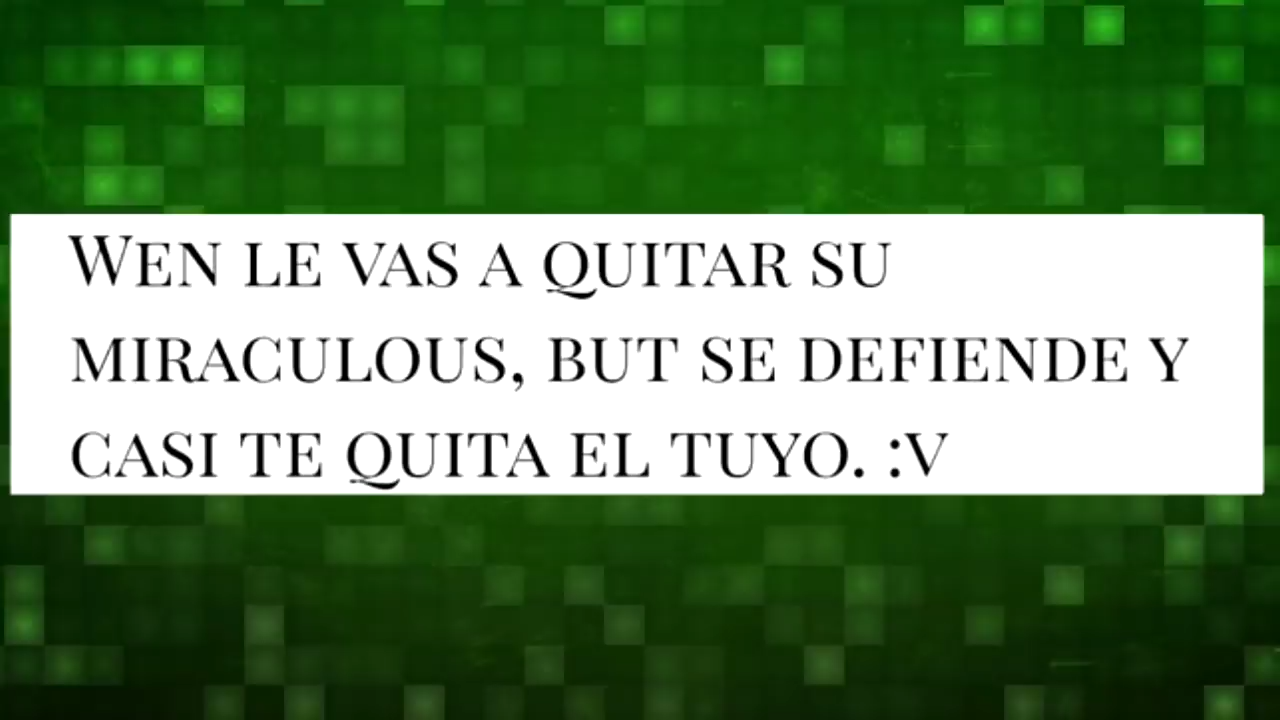 Wen le vas a quitar su
miraculous, but se defiende y
casi te quita el tuyo. :v